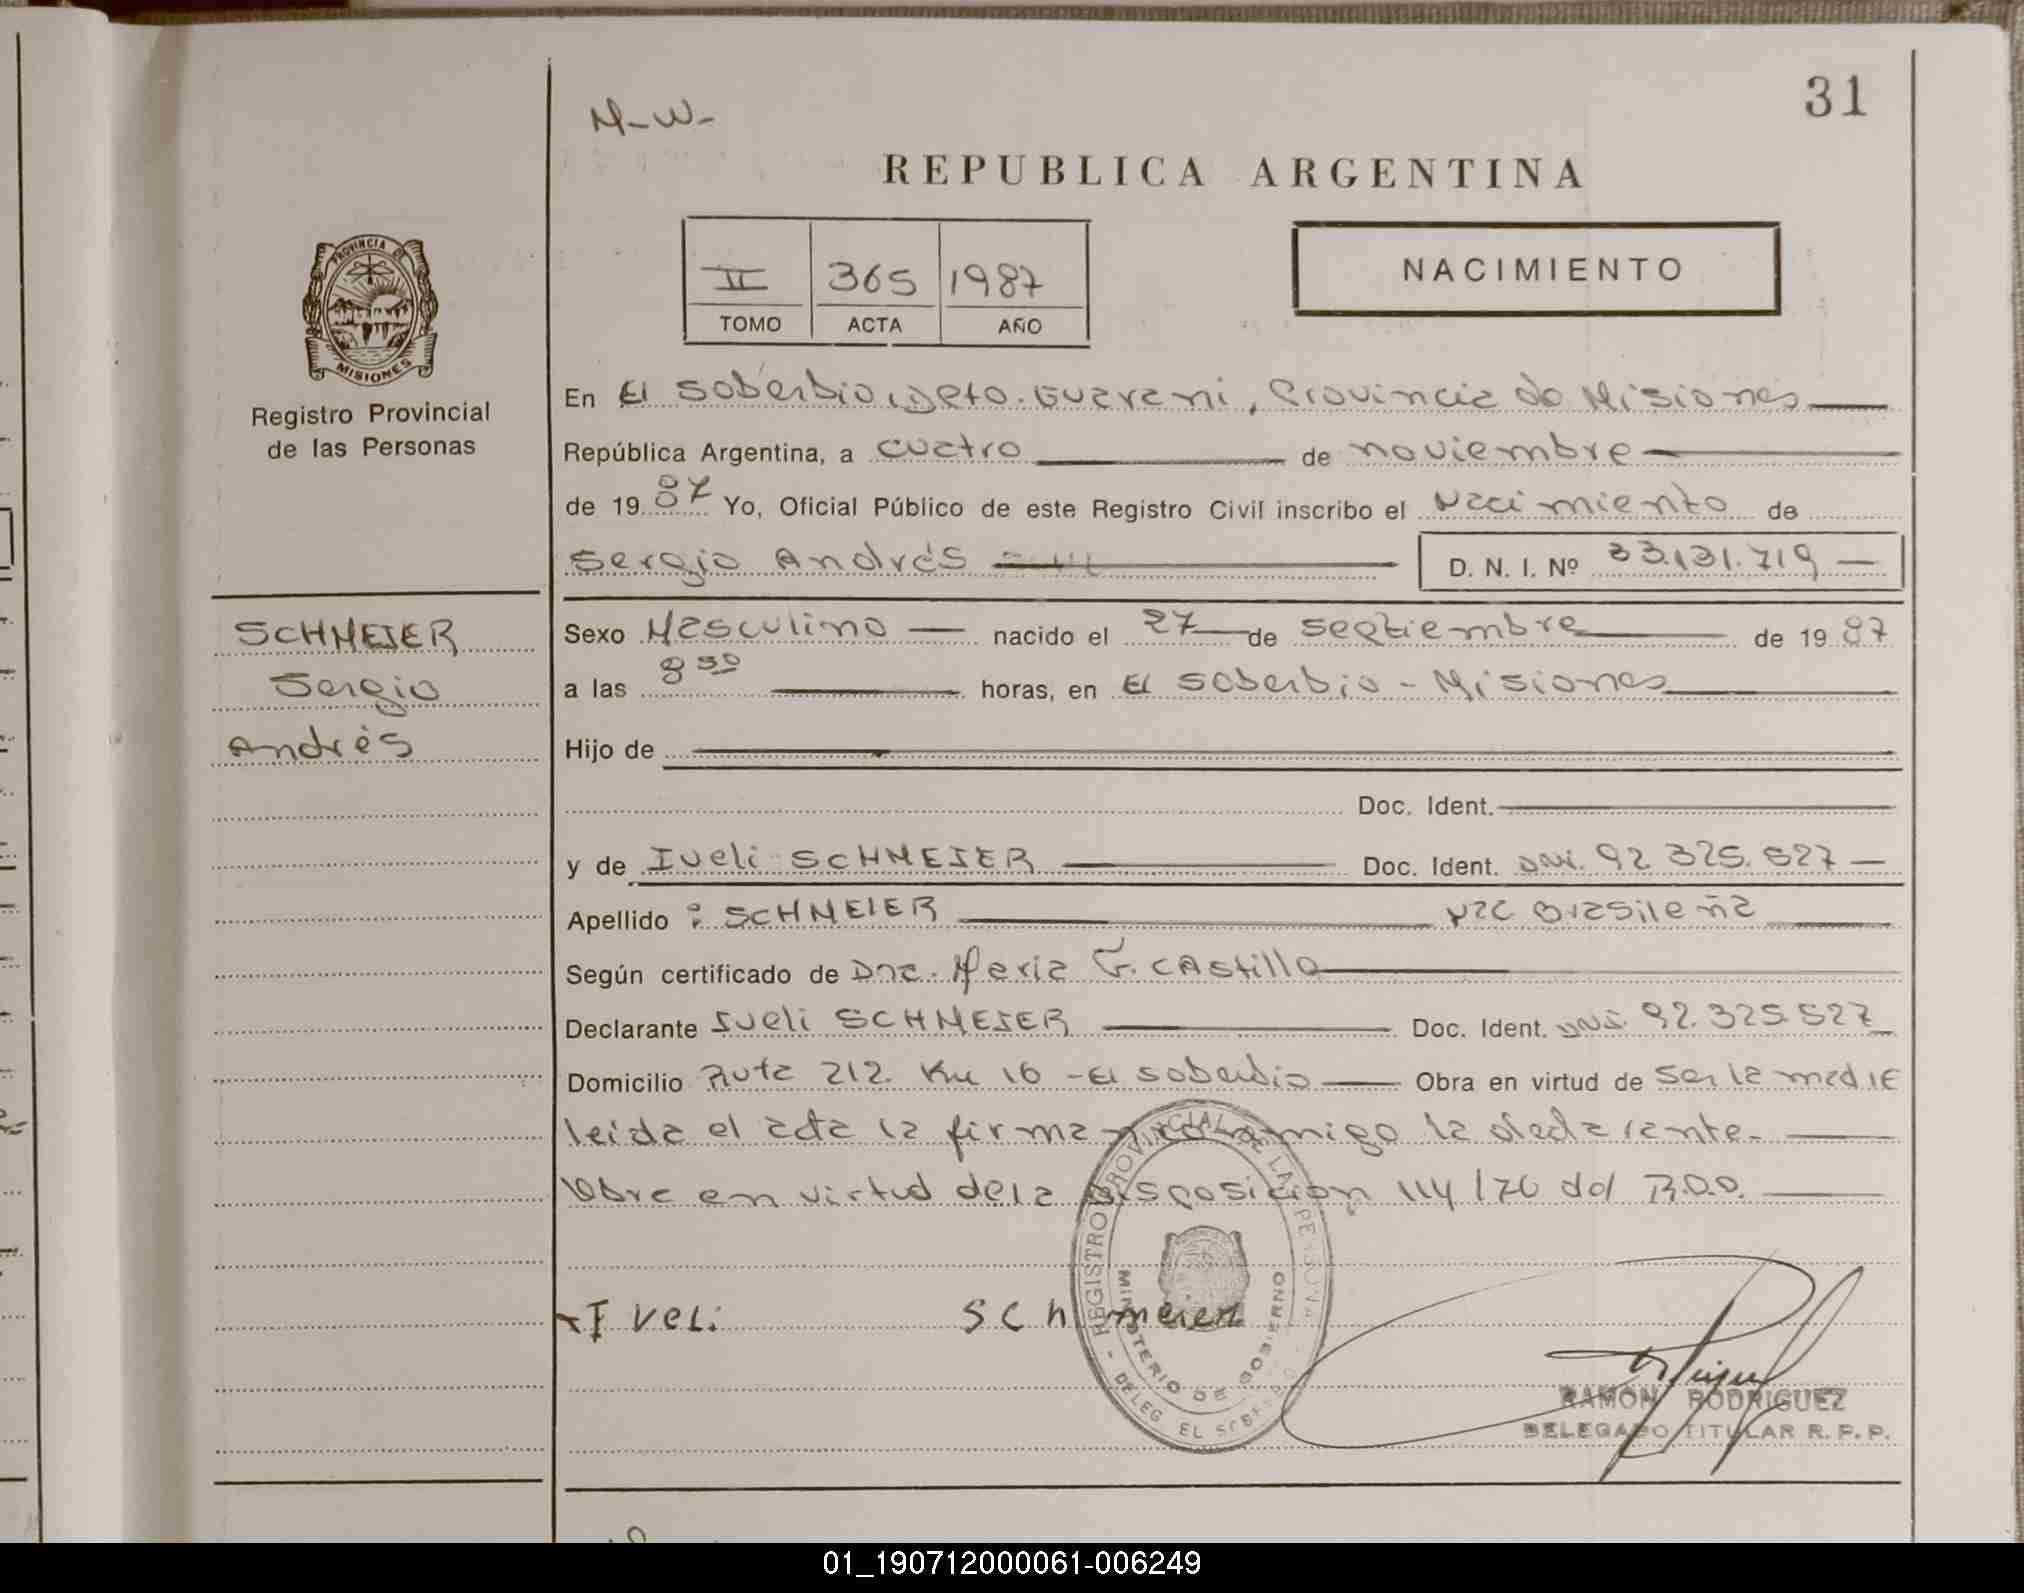 31
M-W-
REPUBLICA ARGENTINA
II 365 1987
TOMO ACTA AÑO
NACIMIENTO
PROVINCIA DE MISIONES
Registro Provincial
de las Personas
SCHMEIER
Sergio
Andrés
En El Soberbio, Dpto. Guarani, Provincia de Misiones
República Argentina, a cuatro de noviembre
de 1987 Yo, Oficial Público de este Registro Civil inscribo el Nacimiento de
Sergio Andrés D. N. I. Nº 33.131.719
Sexo Masculino nacido el 27 de septiembre de 1987
a las 8 30 horas, en El Soberbio - Misiones
Hijo de
Doc. Ident.
y de Iveli SCHMEIER Doc. Ident. DNI. 92.325.527
Apellido : SCHMEIER Nac Brasileña
Según certificado de Dra. Maria G. Castillo
Declarante Iveli SCHMEIER Doc. Ident. DNI. 92.325.527
Domicilio Ruta 212. Km 16 - El Soberbio Obra en virtud de ser la madre
leida el acta la firma conmigo la declarante.
Obra en virtud de la Disposicion 114/70 del
Iveli Schmeier
REGISTRO PROVINCIAL DE LAS PERSONAS
MINISTERIO DE GOBIERNO
DELEG. EL SOBERBIO
RAMON RODRIGUEZ
DELEGADO TITULAR R. P. P.
01_190712000061-006249